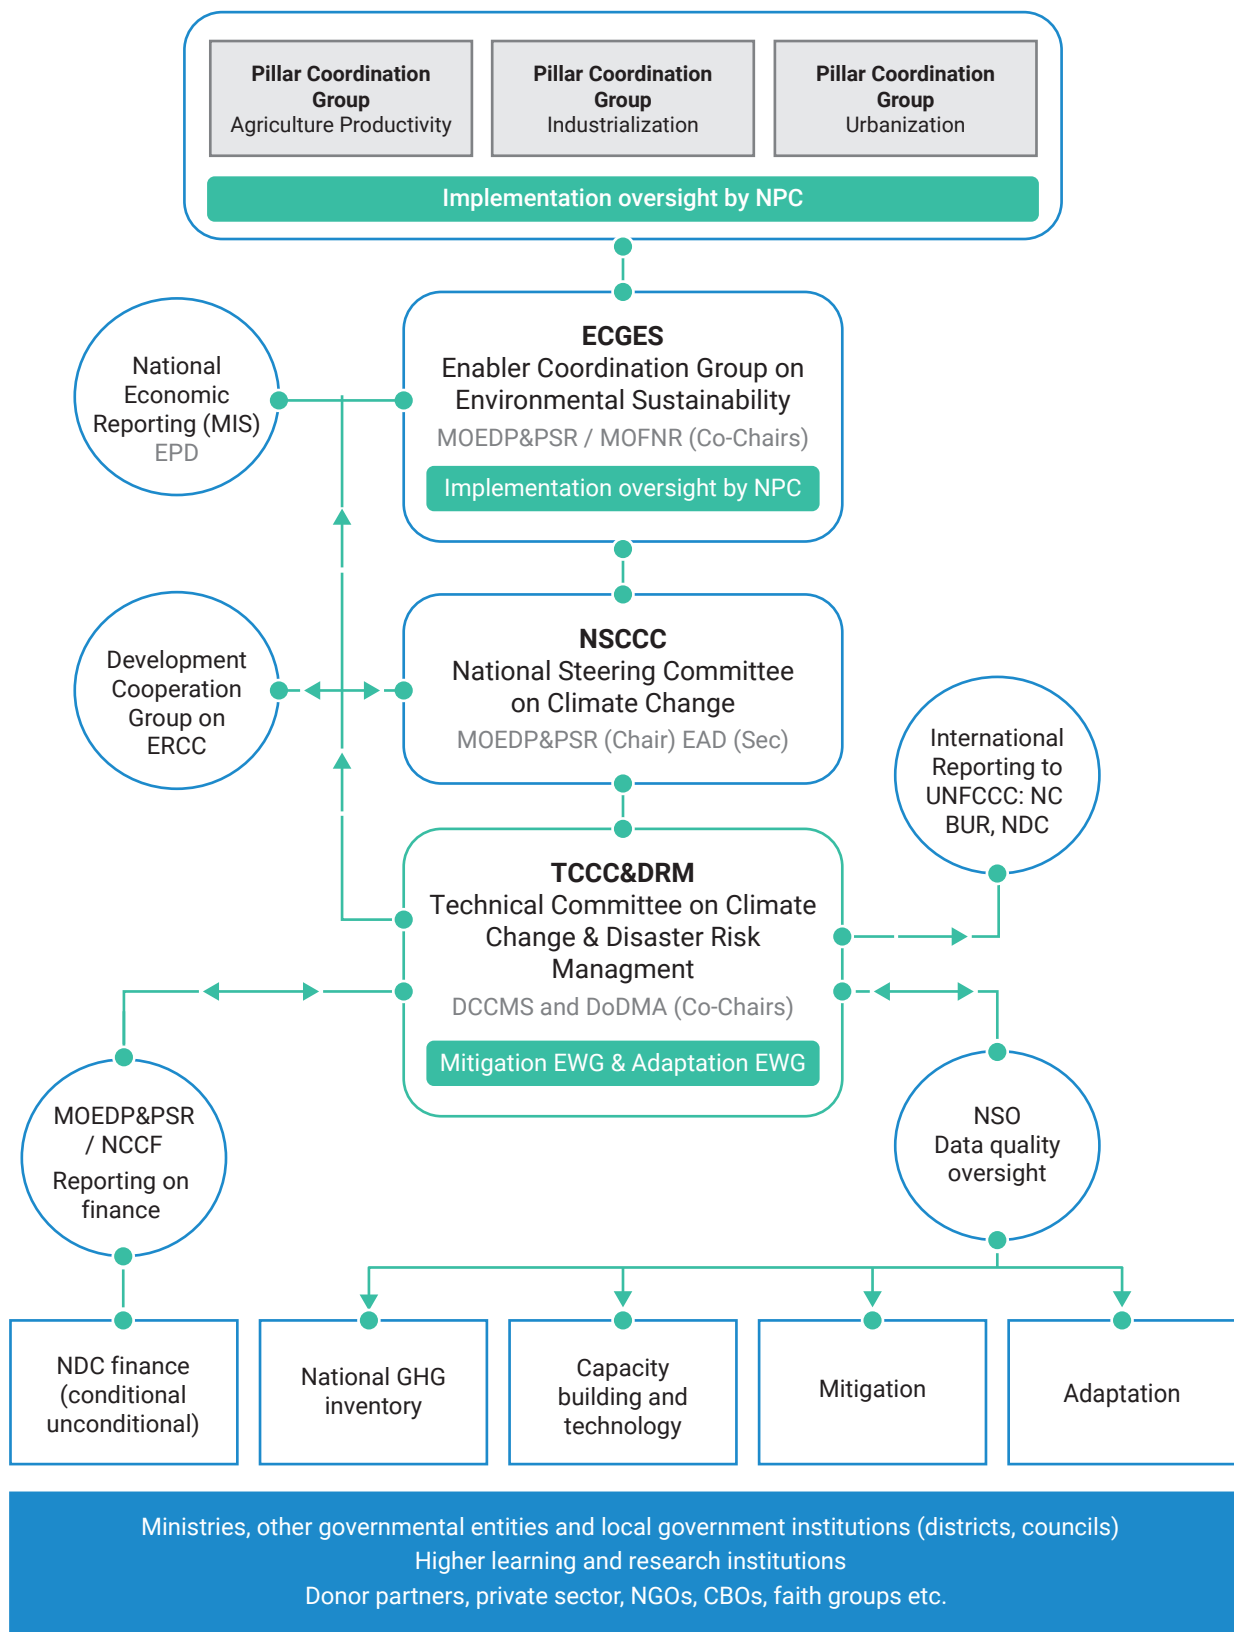 Pillar Coordination
Group
Agriculture Productivity
Pillar Coordination
Group
Industrialization
Pillar Coordination
Group
Urbanization
Implementation oversight by NPC
National
Economic
Reporting (MIS)
EPD
ECGES
Enabler Coordination Group on
Environmental Sustainability
MOEDP&PSR / MOFNR (Co-Chairs)
Implementation oversight by NPC
Development
Cooperation
Group on
ERCC
NSCCC
National Steering Committee
on Climate Change
MOEDP&PSR (Chair) EAD (Sec)
International
Reporting to
UNFCCC: NC
BUR, NDC
TCCC&DRM
Technical Committee on Climate
Change & Disaster Risk
Managment
DCCMS and DoDMA (Co-Chairs)
Mitigation EWG & Adaptation EWG
MOEDP&PSR
/ NCCF
Reporting on
finance
NSO
Data quality
oversight
NDC finance
(conditional
unconditional)
National GHG
inventory
Capacity
building and
technology
Mitigation
Adaptation
Ministries, other governmental entities and local government institutions (districts, councils)
Higher learning and research institutions
Donor partners, private sector, NGOs, CBOs, faith groups etc.